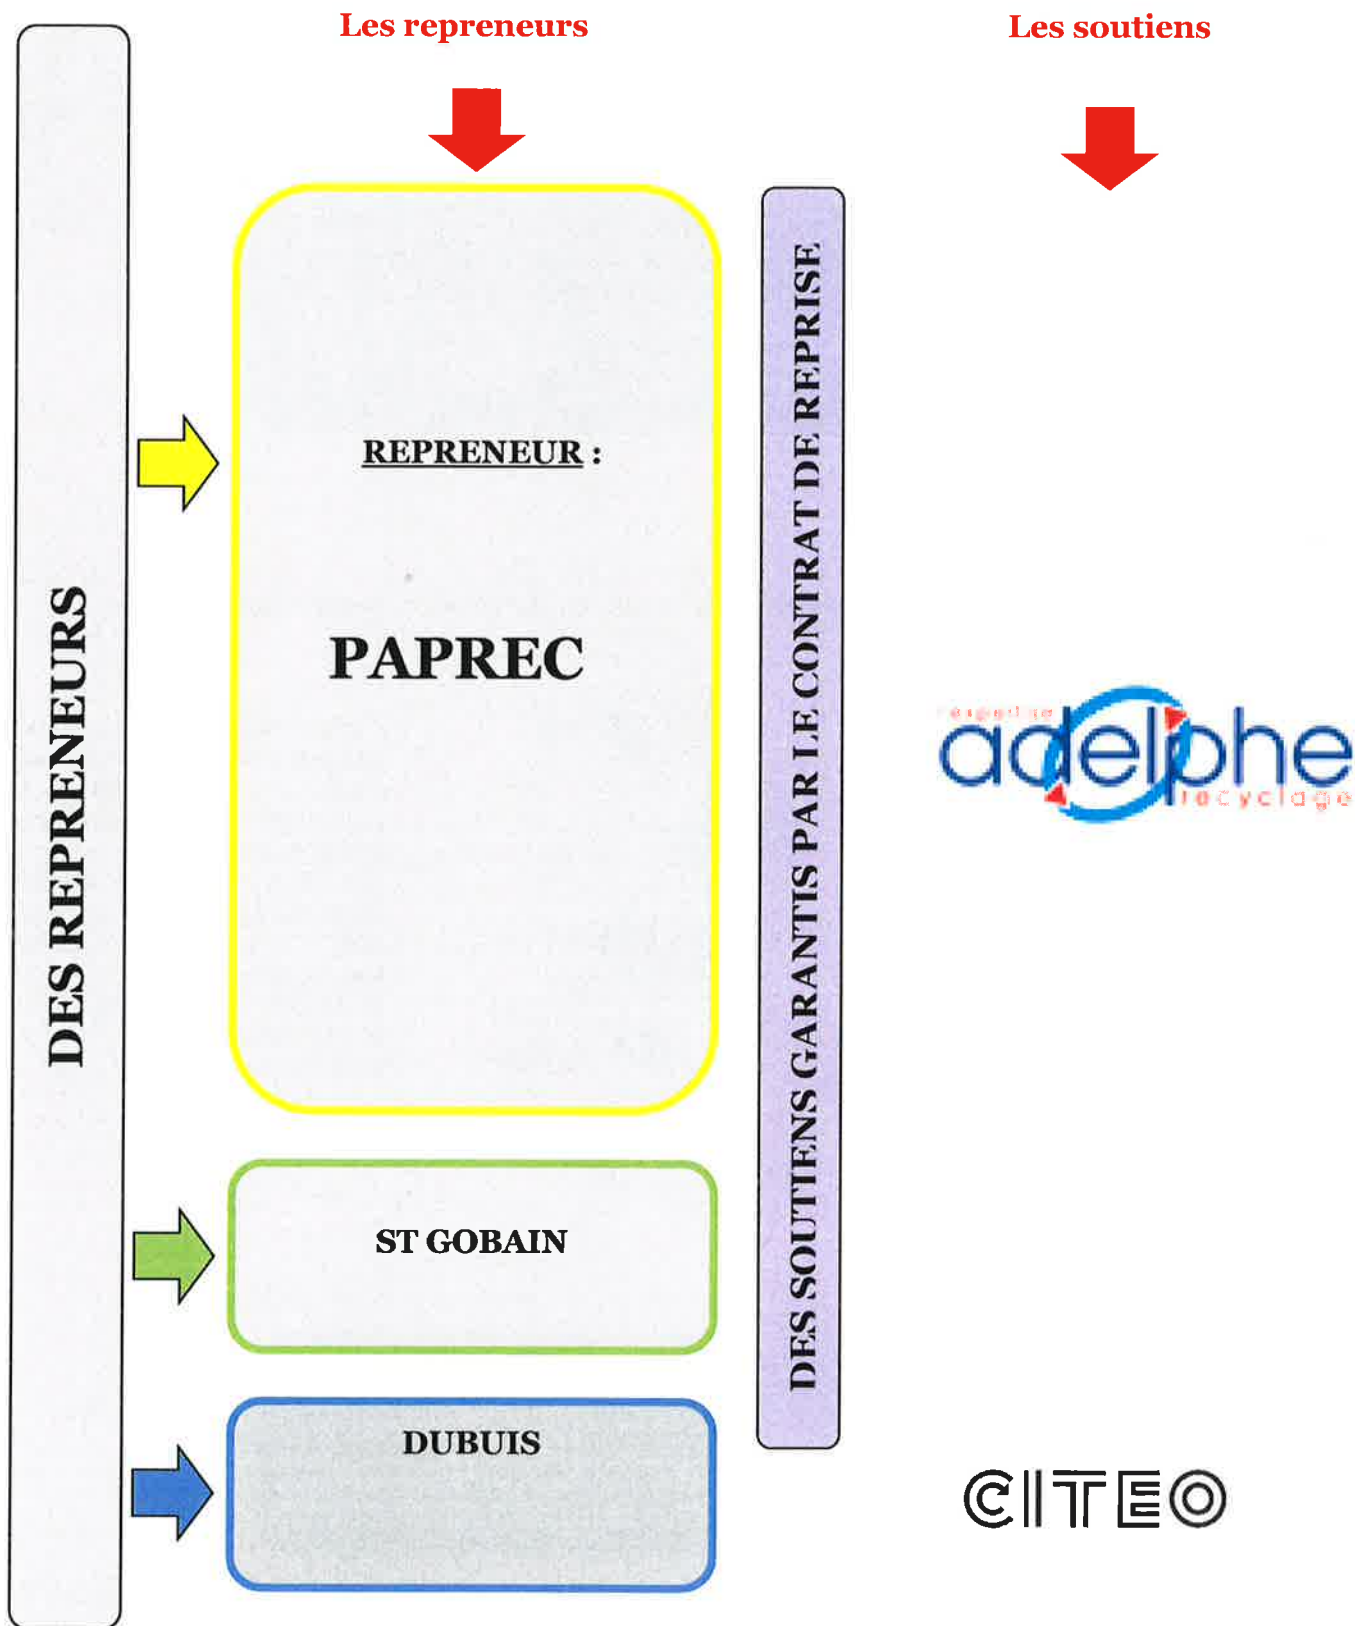 Les repreneurs
Les soutiens
DES REPRENEURS
REPRENEUR :
PAPREC
DES SOUTIENS GARANTIS PAR LE CONTRAT DE REPRISE
expertise
adelphe
recyclage
ST GOBAIN
DUBUIS
CITEO